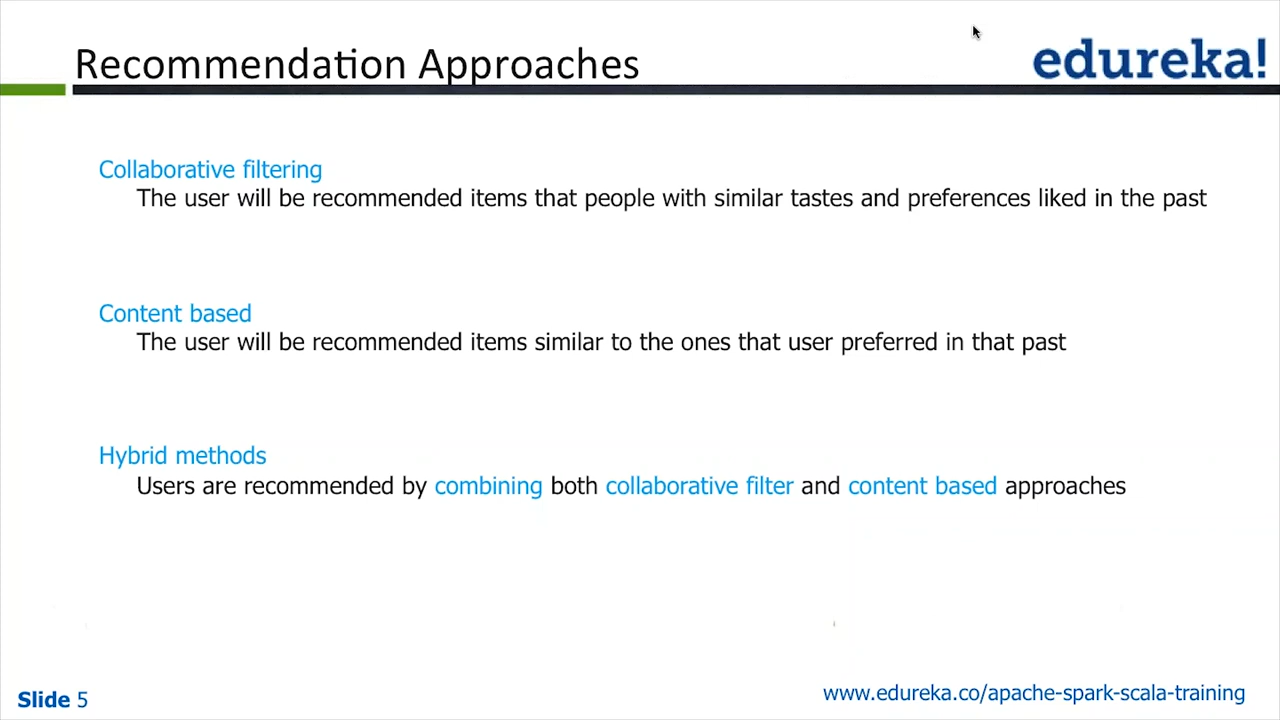 Recommendation Approaches
edureka!
Collaborative filtering
The user will be recommended items that people with similar tastes and preferences liked in the past
Content based
The user will be recommended items similar to the ones that user preferred in that past
Hybrid methods
Users are recommended by combining both collaborative filter and content based approaches
Slide 5
www.edureka.co/apache-spark-scala-training